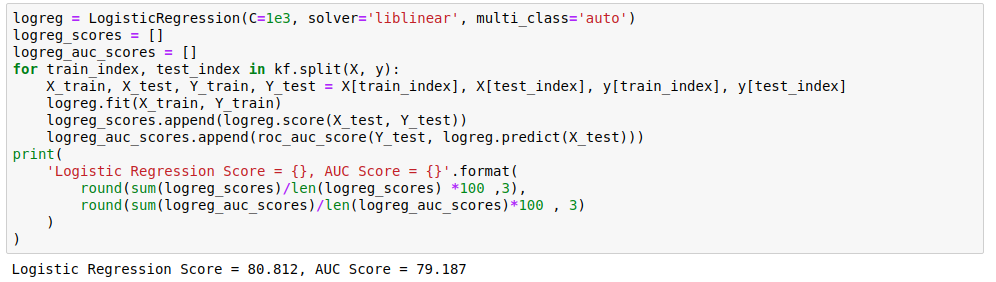 logreg = LogisticRegression(C=1e3, solver='liblinear', multi_class='auto')
logreg_scores = []
logreg_auc_scores = []
for train_index, test_index in kf.split(X, y):
    X_train, X_test, Y_train, Y_test = X[train_index], X[test_index], y[train_index], y[test_index]
    logreg.fit(X_train, Y_train)
    logreg_scores.append(logreg.score(X_test, Y_test))
    logreg_auc_scores.append(roc_auc_score(Y_test, logreg.predict(X_test)))
print(
    'Logistic Regression Score = {}, AUC Score = {}'.format(
        round(sum(logreg_scores)/len(logreg_scores) *100 ,3),
        round(sum(logreg_auc_scores)/len(logreg_auc_scores)*100 , 3)
    )
)
Logistic Regression Score = 80.812, AUC Score = 79.187